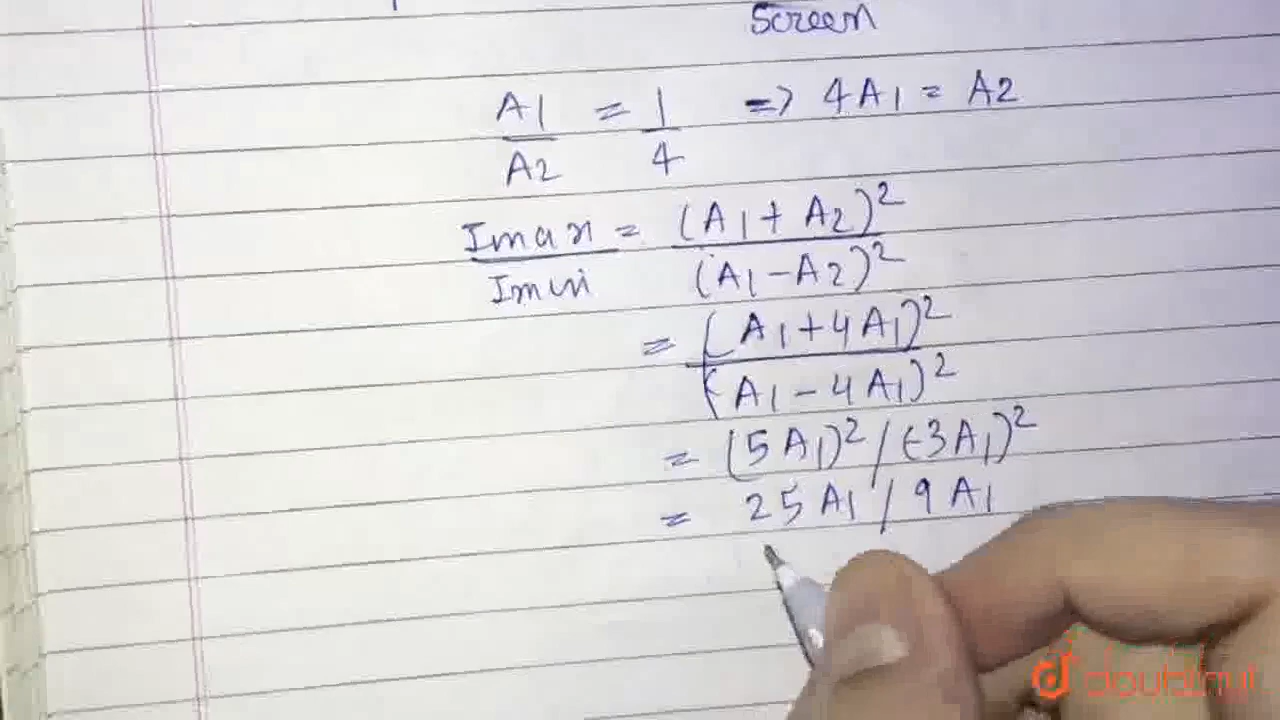 Screen
A1/A2 = 1/4 => 4A1 = A2
Imax/Imin = (A1 + A2)²/(A1 - A2)²
= (A1 + 4A1)²/(A1 - 4A1)²
= (5A1)² / (-3A1)²
= 25A1 / 9A1
doubtnut